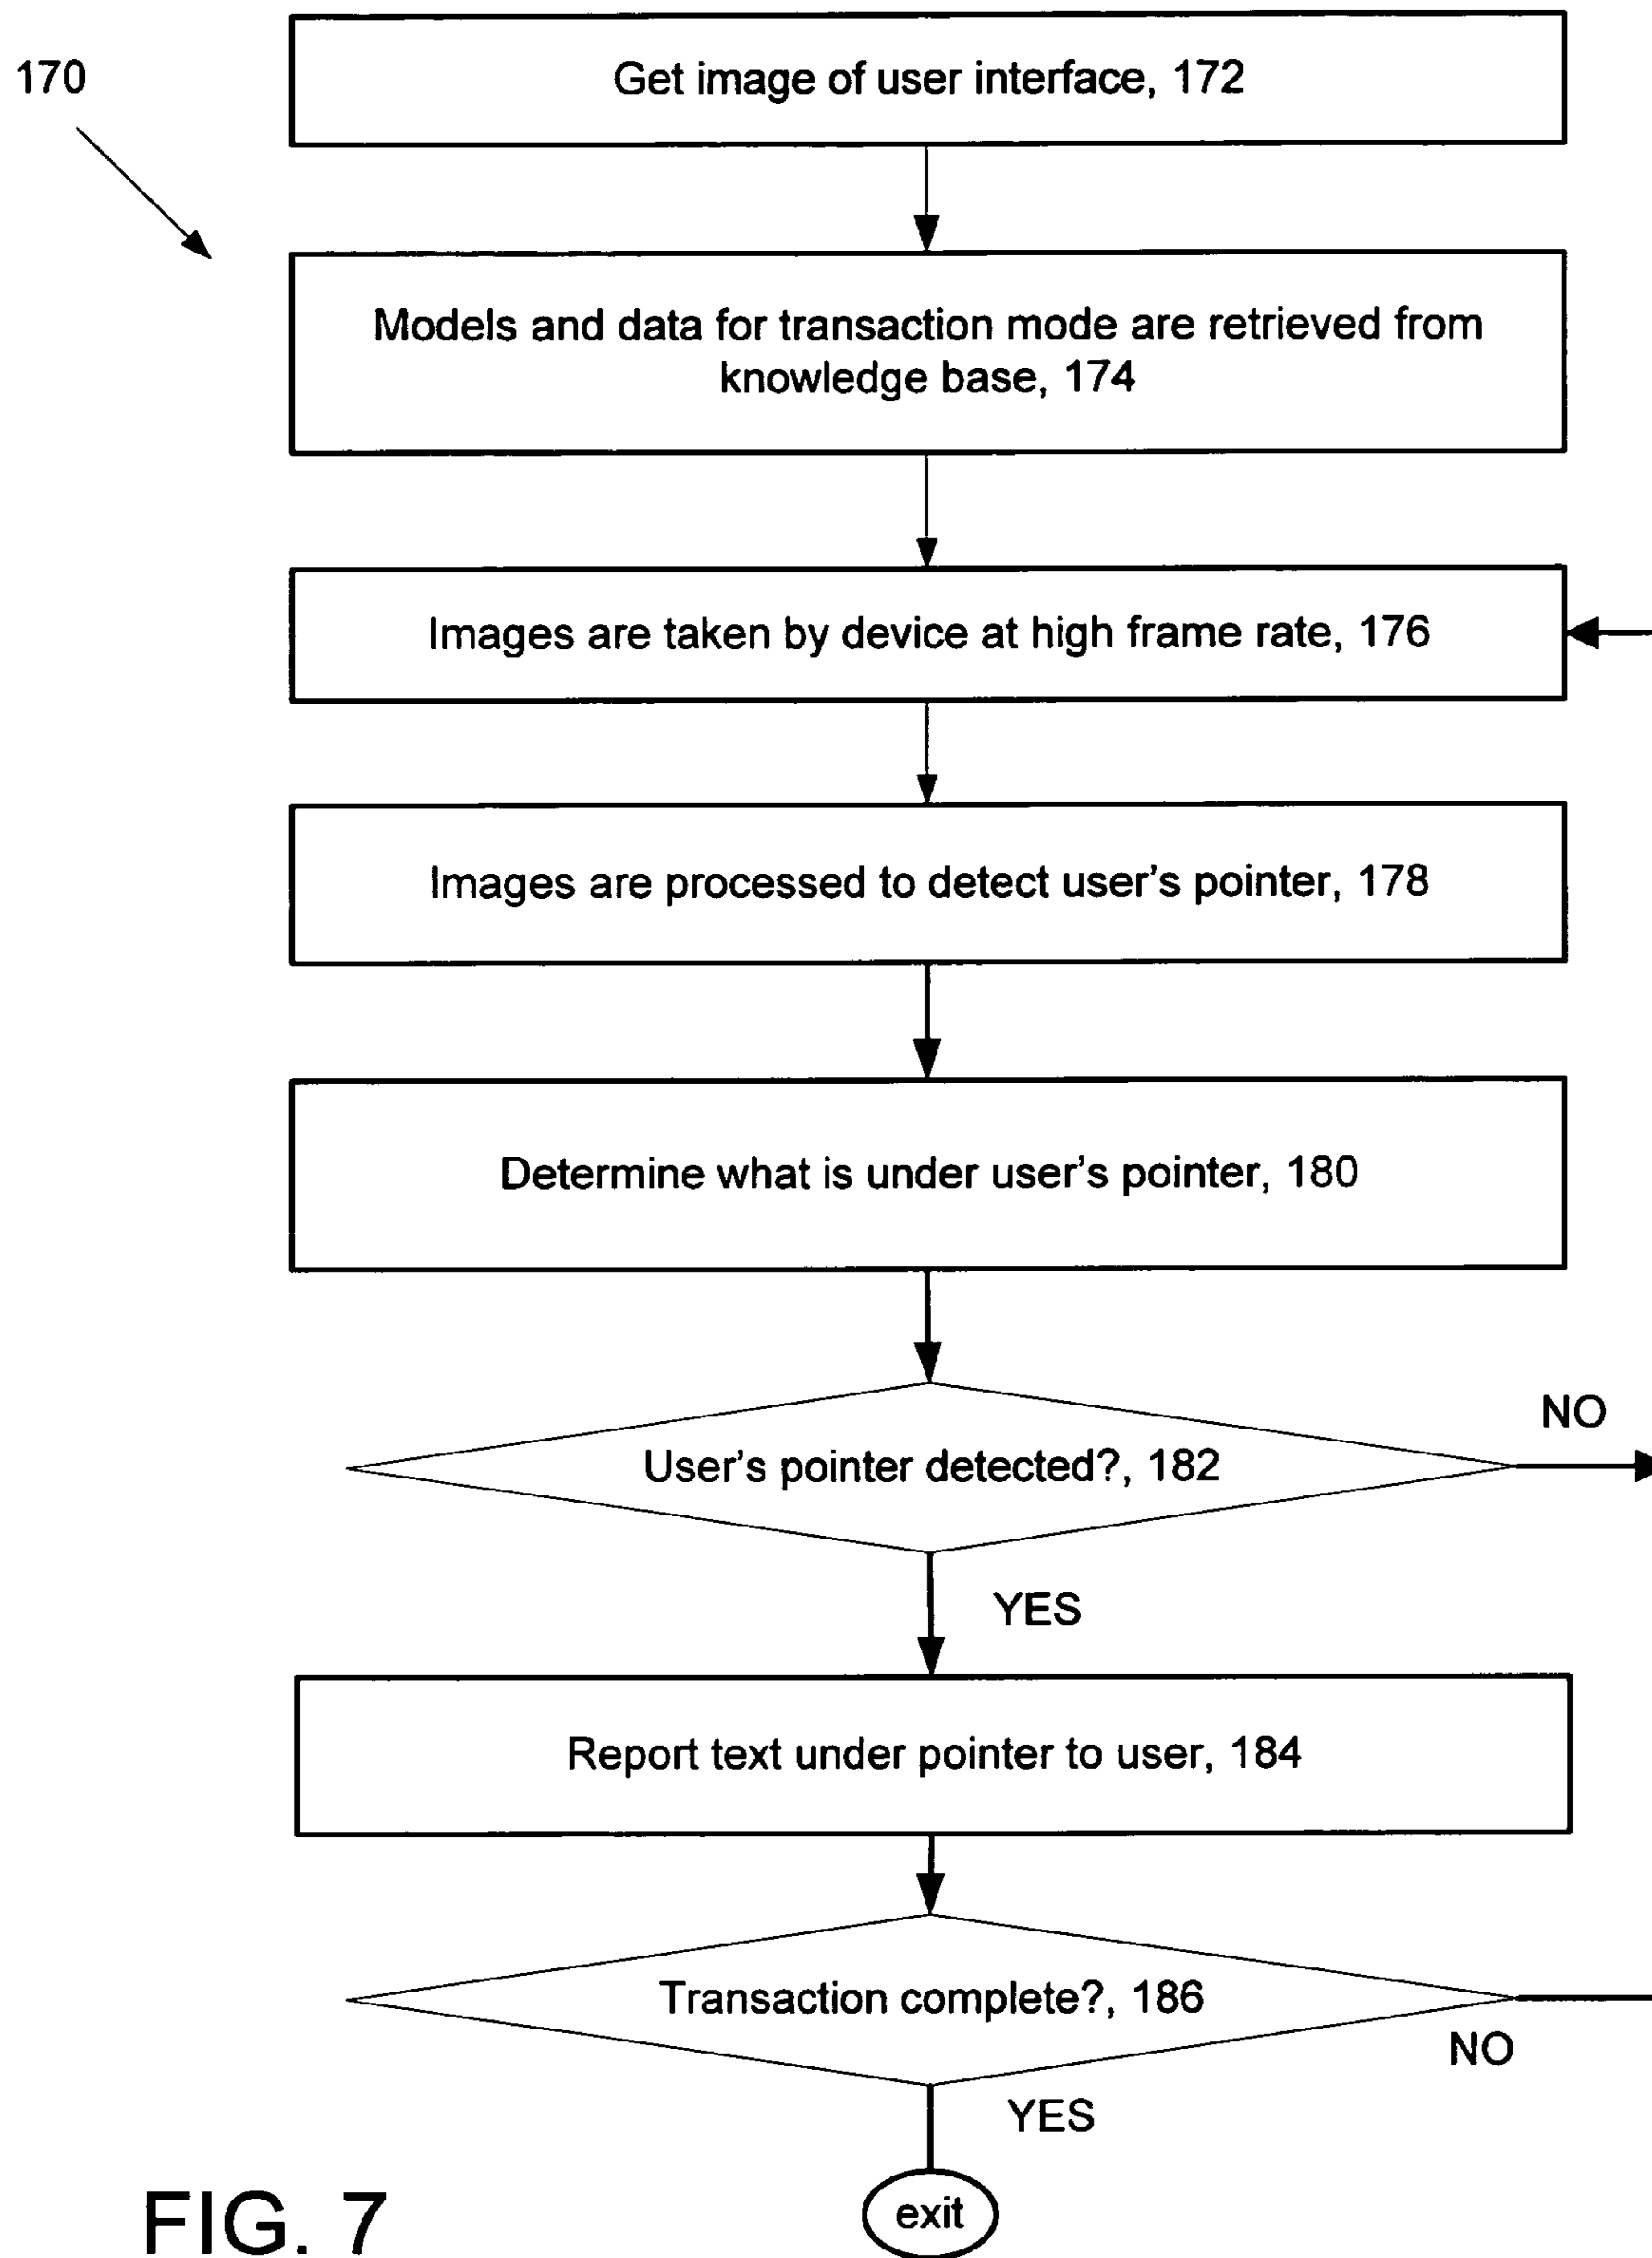 170
Get image of user interface, 172
Models and data for transaction mode are retrieved from
knowledge base, 174
Images are taken by device at high frame rate, 176
Images are processed to detect user's pointer, 178
Determine what is under user's pointer, 180
User's pointer detected?, 182
NO
YES
Report text under pointer to user, 184
Transaction complete?, 186
NO
YES
exit
FIG. 7